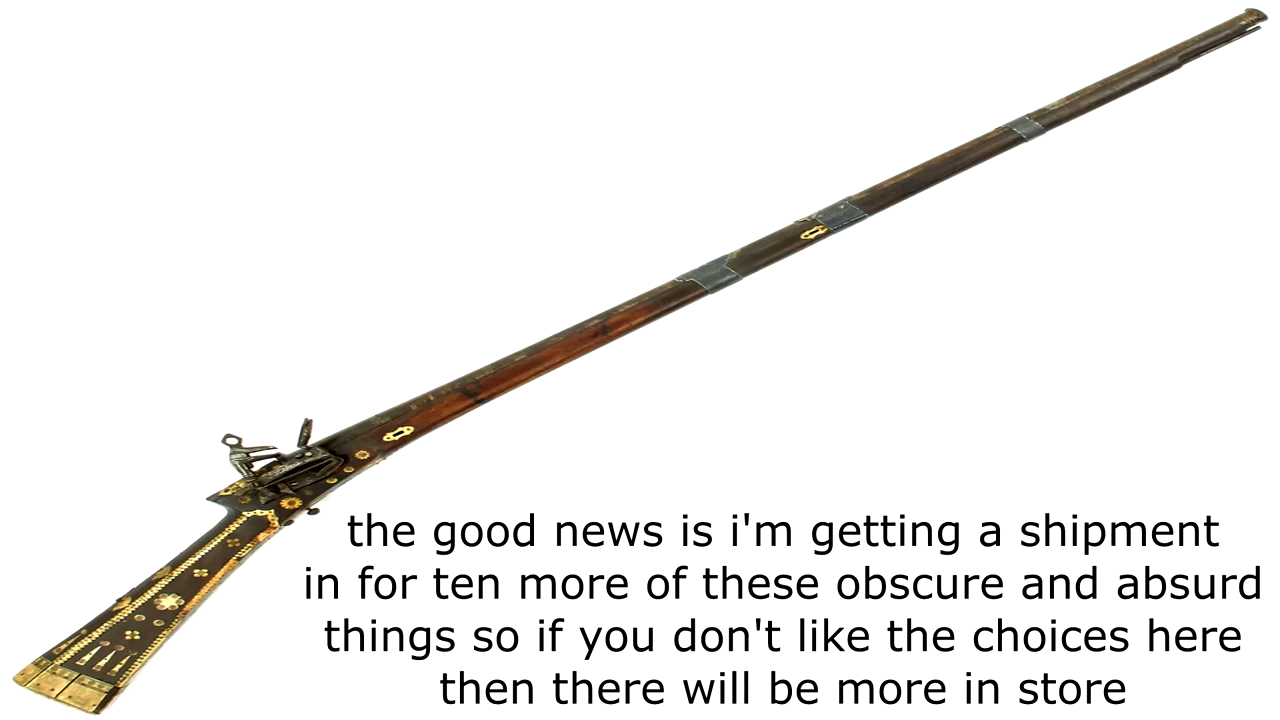 the good news is i'm getting a shipment
in for ten more of these obscure and absurd
things so if you don't like the choices here
then there will be more in store